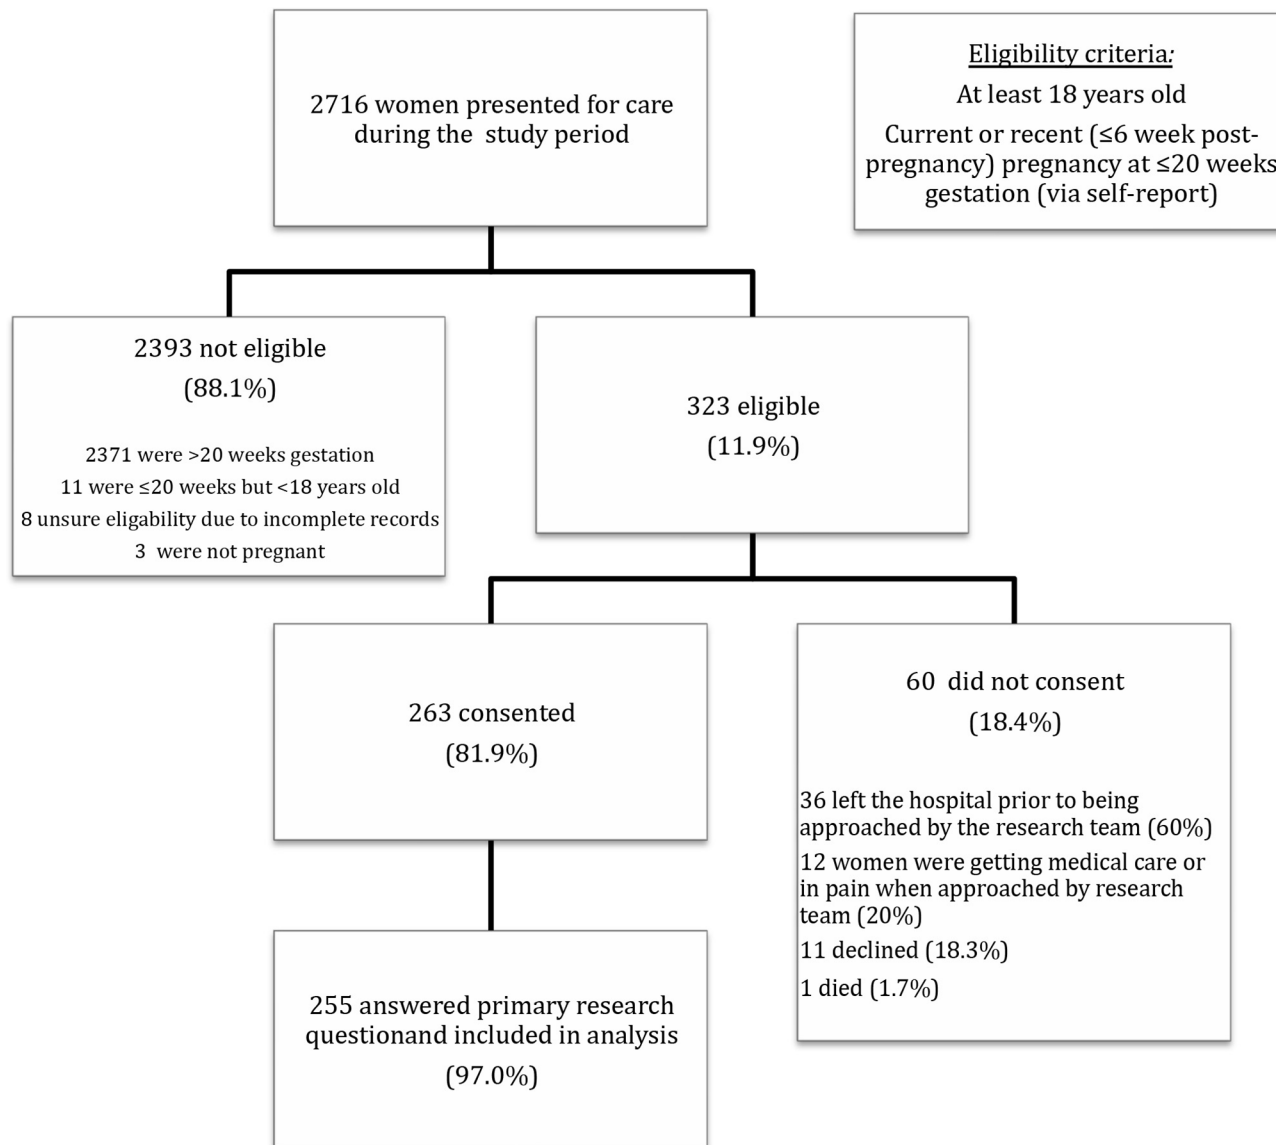 2716 women presented for care
during the study period
Eligibility criteria:
At least 18 years old
Current or recent (≤6 week post-
pregnancy) pregnancy at ≤20 weeks
gestation (via self-report)
2393 not eligible
(88.1%)
2371 were >20 weeks gestation
11 were ≤20 weeks but <18 years old
8 unsure eligability due to incomplete records
3 were not pregnant
323 eligible
(11.9%)
263 consented
(81.9%)
60 did not consent
(18.4%)
36 left the hospital prior to being
approached by the research team (60%)
12 women were getting medical care or
in pain when approached by research
team (20%)
11 declined (18.3%)
1 died (1.7%)
255 answered primary research
questionand included in analysis
(97.0%)